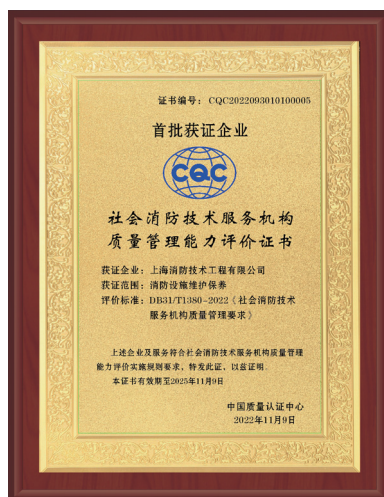 证书编号：CQC2022093010100005
首批获证企业
CQC
社会消防技术服务机构
质量管理能力评价证书
获证企业：上海消防技术工程有限公司
获证范围：消防设施维护保养
评价标准：DB31/T1380-2022《社会消防技术
服务机构质量管理要求》
上述企业及服务符合社会消防技术服务机构质量管理
能力评价实施规则要求，特发此证、以兹证明。
本证书有效期至2025年11月9日
中国质量认证中心
2022年11月9日